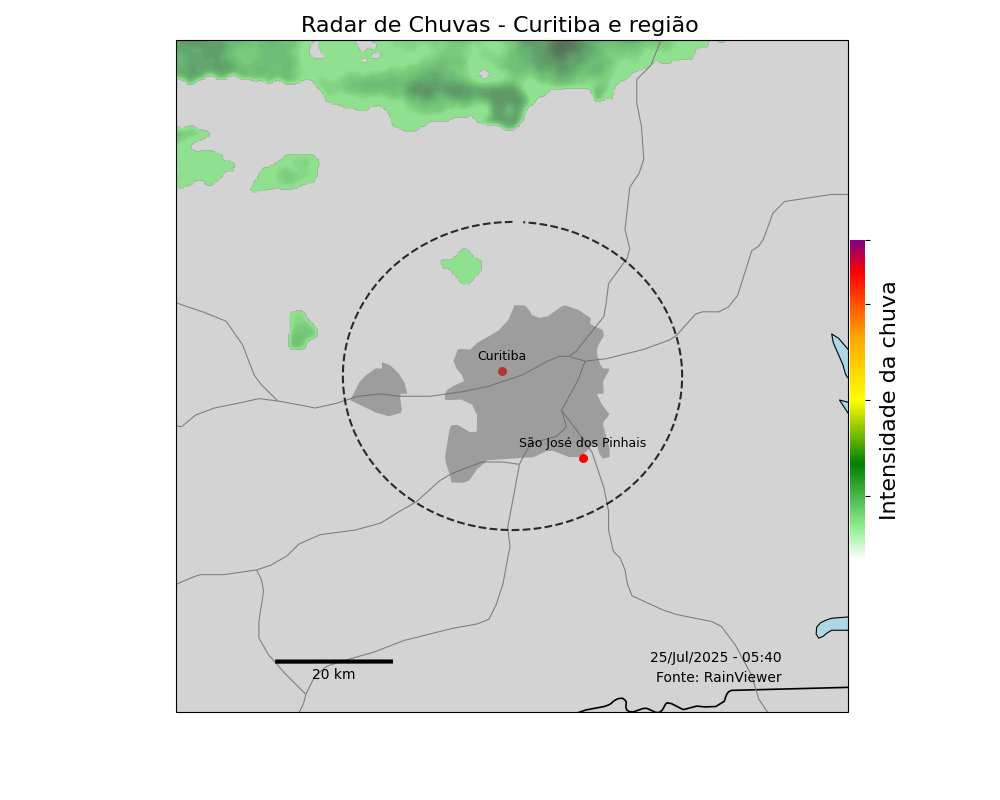 Radar de Chuvas - Curitiba e região
Curitiba
São José dos Pinhais
Intensidade da chuva
25/Jul/2025 - 05:40
Fonte: RainViewer
20 km